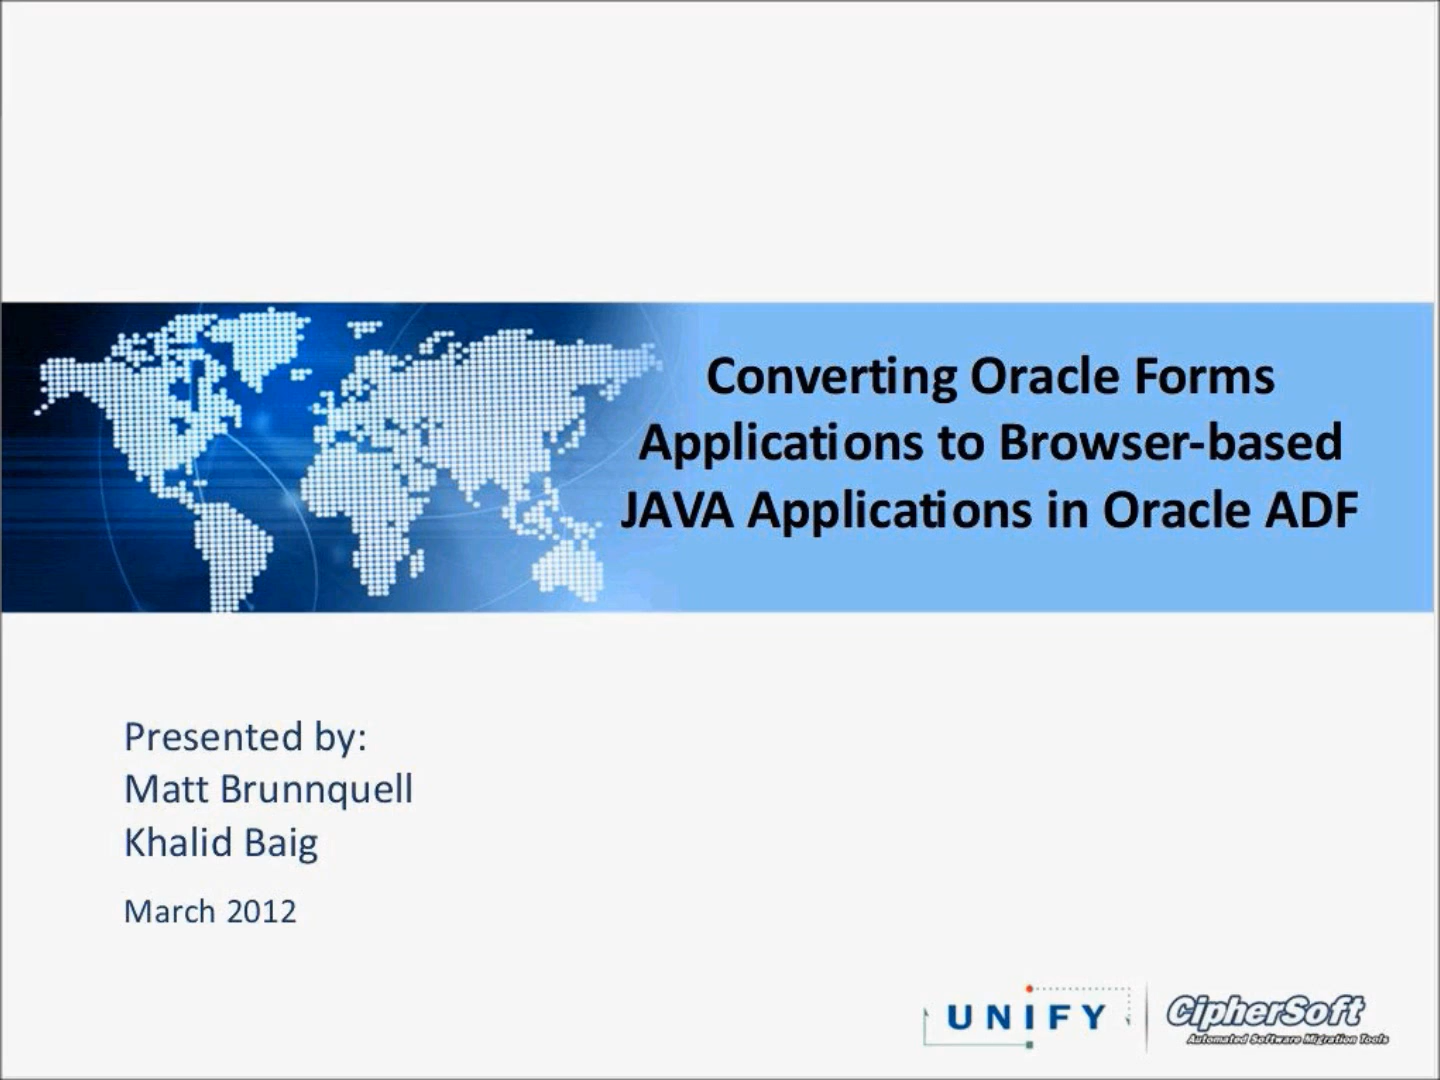 Converting Oracle Forms
Applications to Browser-based
JAVA Applications in Oracle ADF
Presented by:
Matt Brunnquell
Khalid Baig
March 2012
UNIFY
CipherSoft
Automated Software Migration Tools